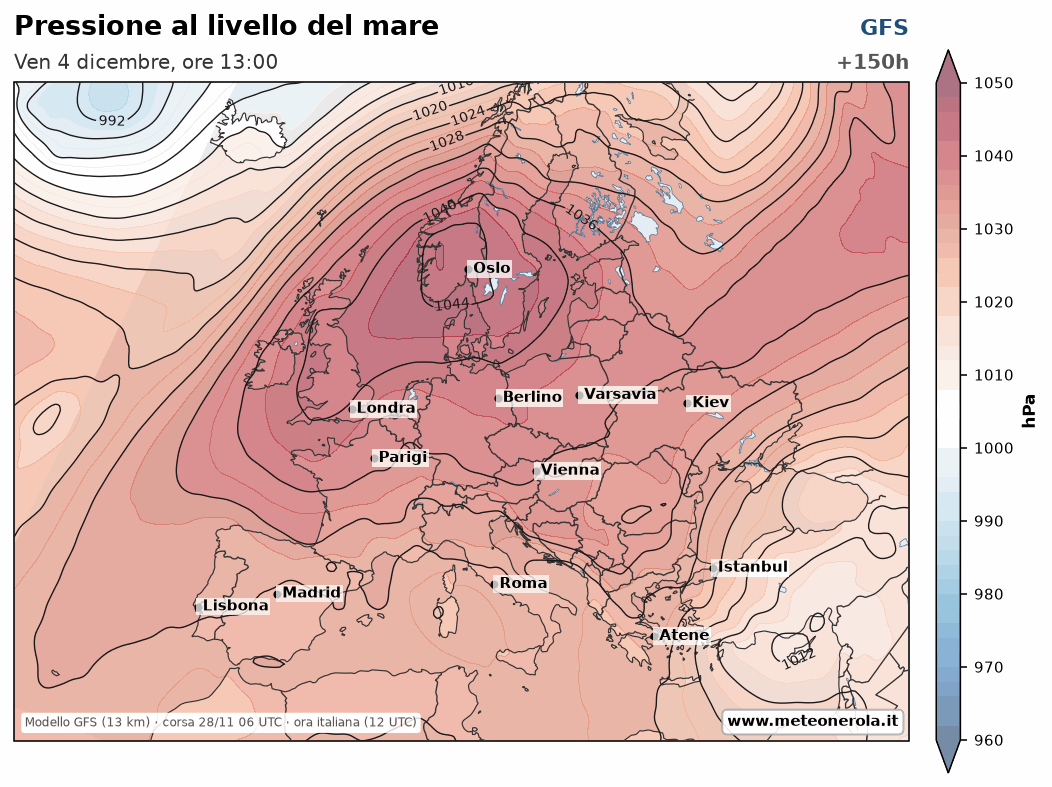 Pressione al livello del mare
GFS
Ven 4 dicembre, ore 13:00
+150h
992
1016
1020
1024
1028
1040
1036
1044
1012
Oslo
Londra
Berlino
Varsavia
Kiev
Parigi
Vienna
Istanbul
Roma
Madrid
Lisbona
Atene
1050
1040
1030
1020
1010
1000
990
980
970
960
hPa
Modello GFS (13 km) · corsa 28/11 06 UTC · ora italiana (12 UTC)
www.meteonerola.it